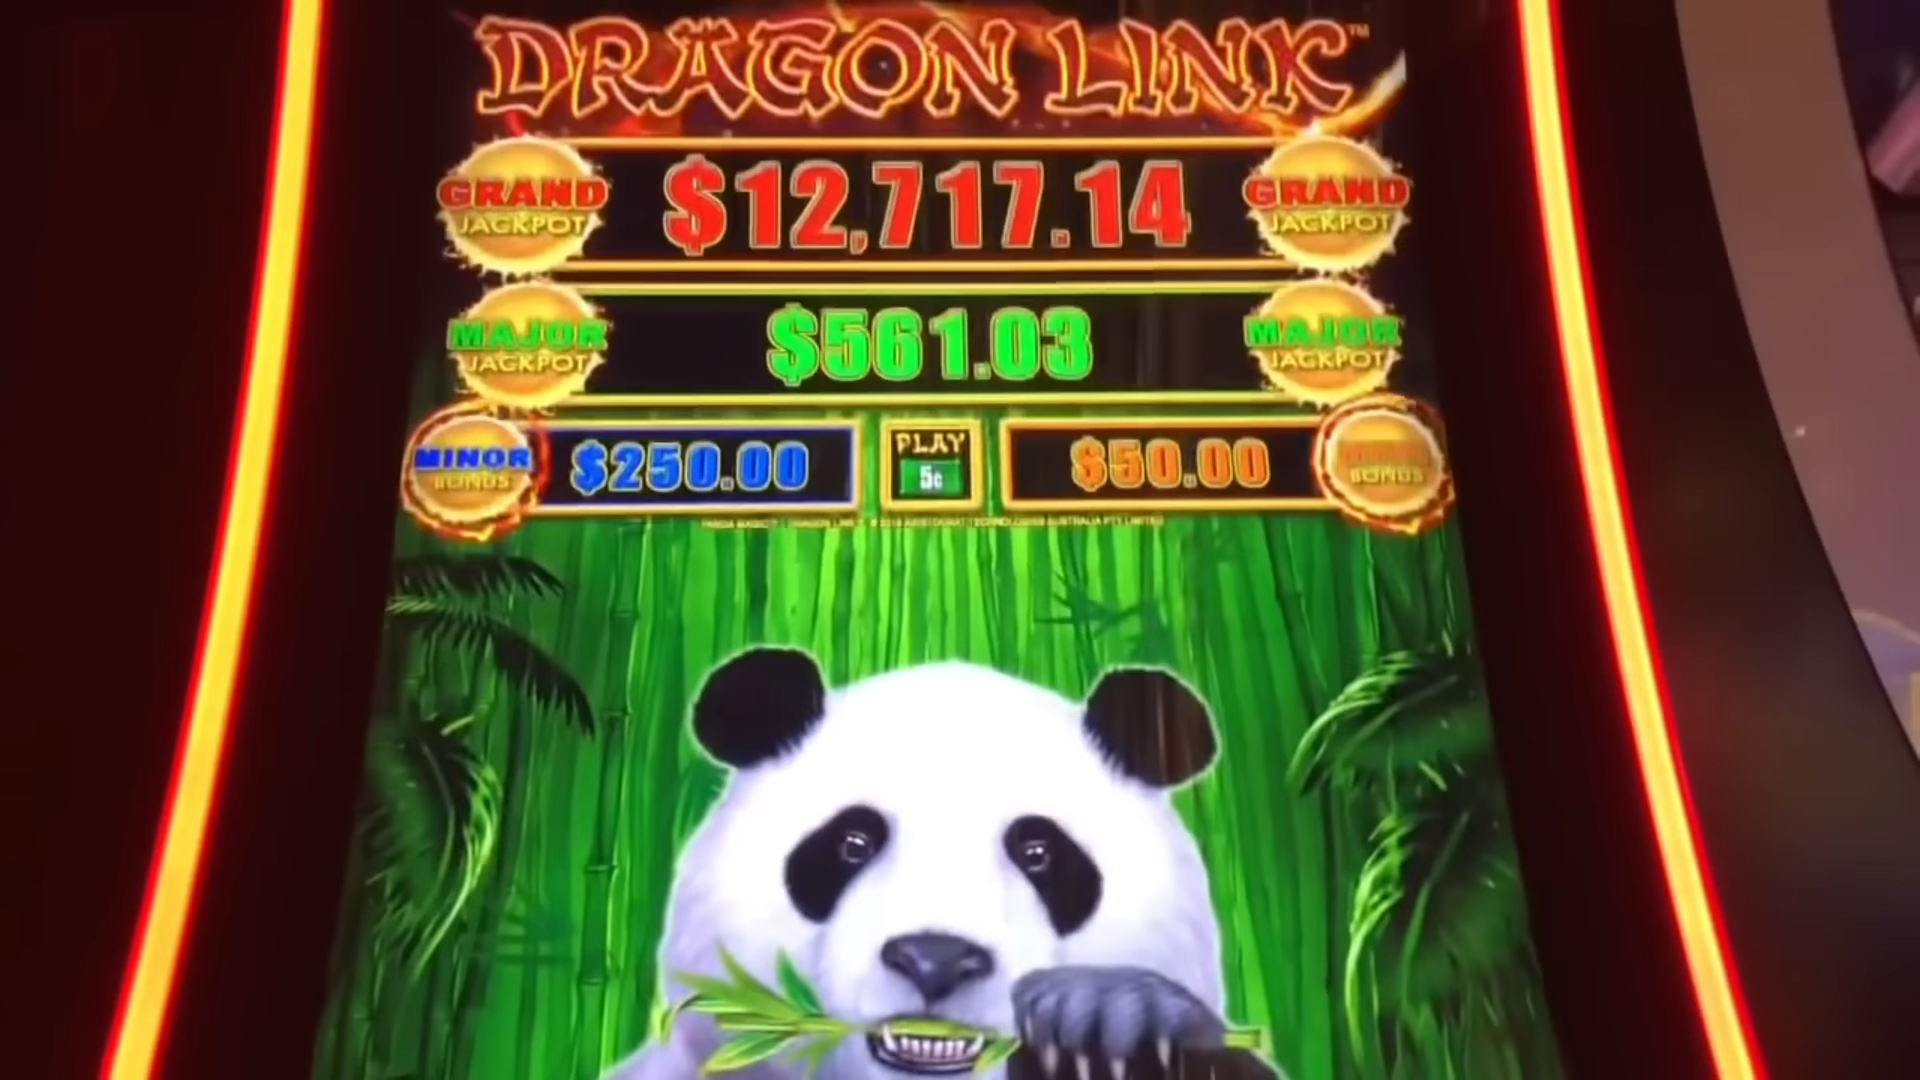 DRAGON LINK™
GRAND JACKPOT $12,717.14 GRAND JACKPOT
MAJOR JACKPOT $561.03 MAJOR JACKPOT
MINOR BONUS $250.00 PLAY 5¢ $50.00 BONUS